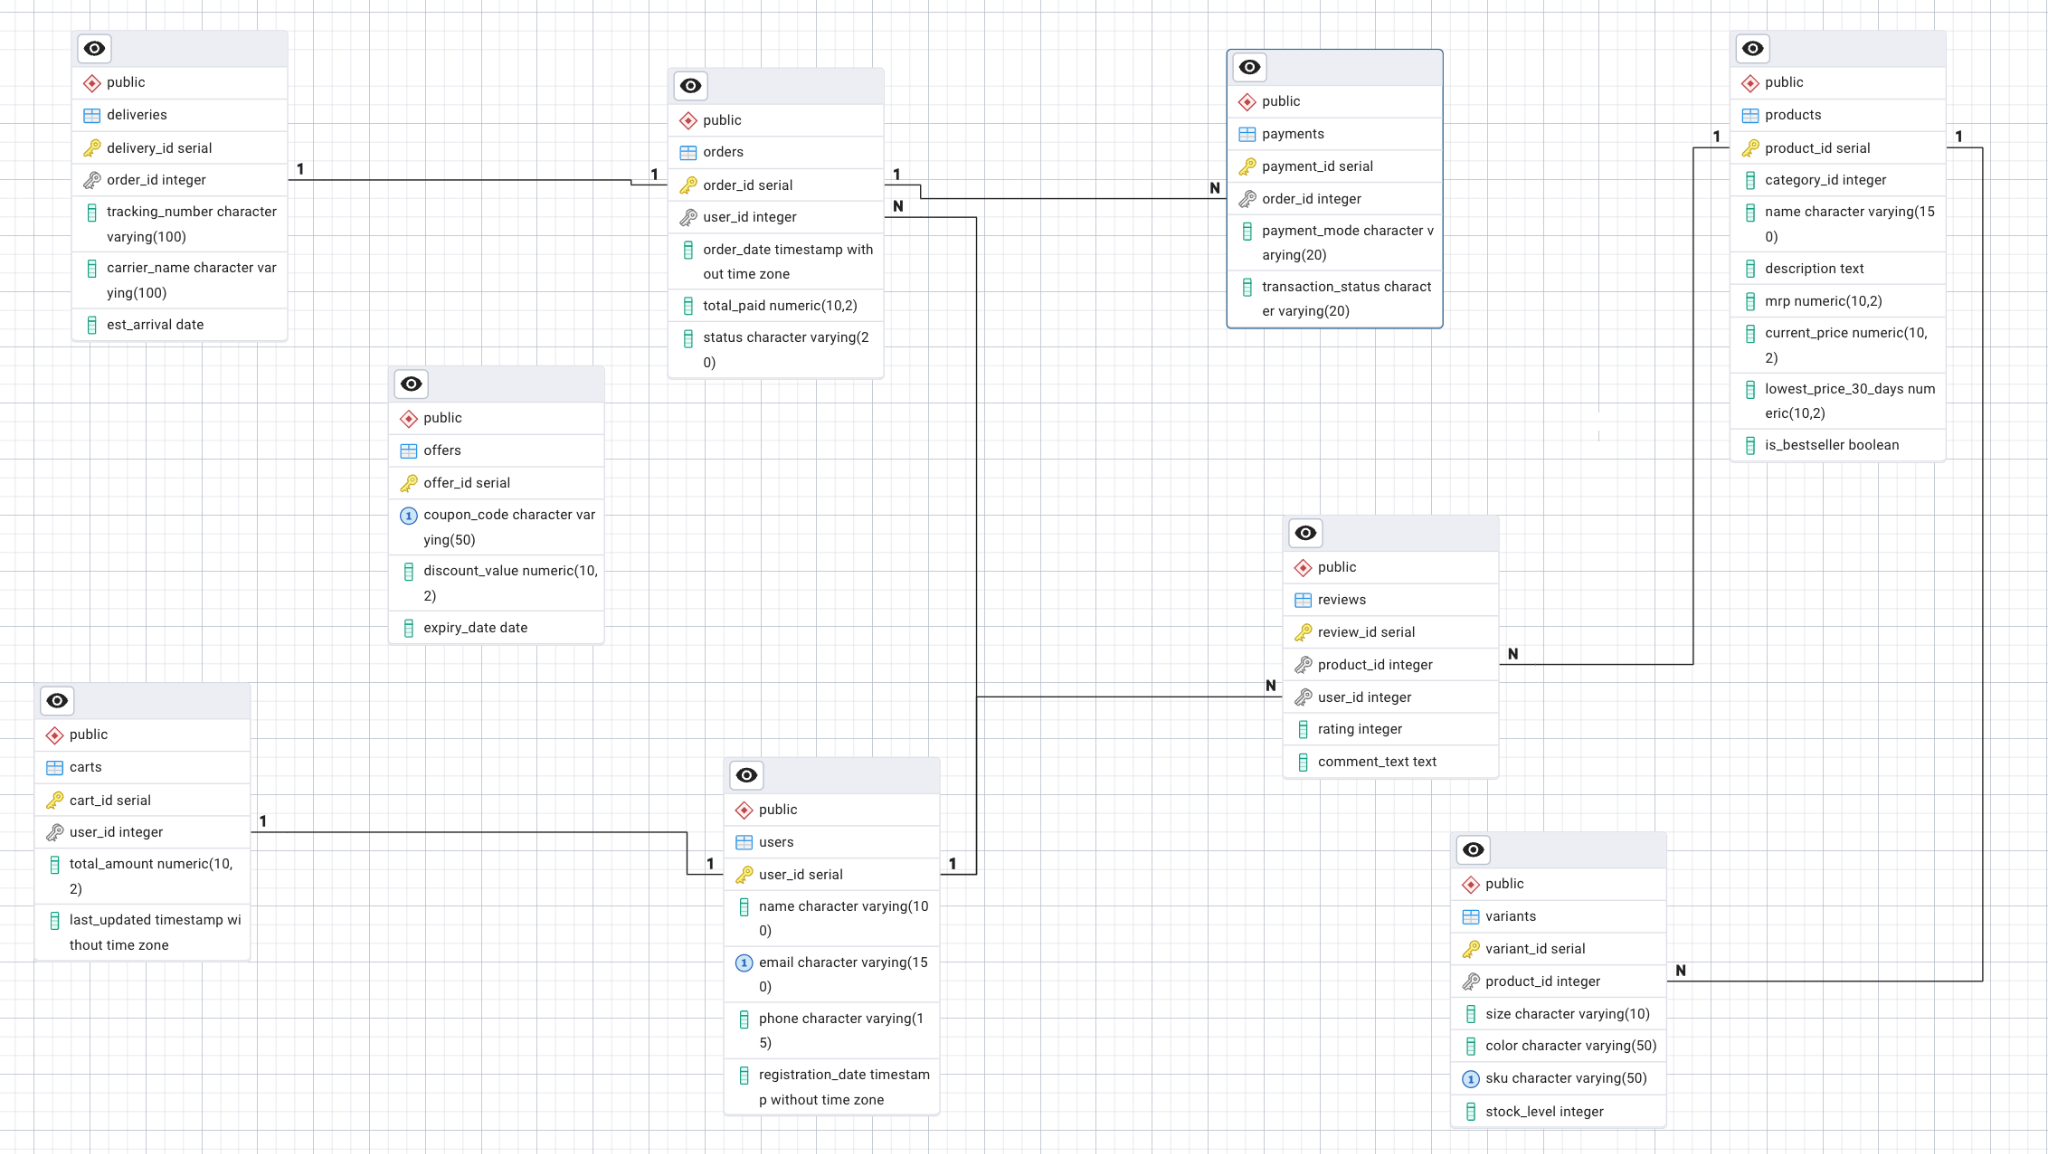 public
deliveries
delivery_id serial
order_id integer
tracking_number character
varying(100)
carrier_name character var
ying(100)
est_arrival date
1
1
public
orders
order_id serial
user_id integer
order_date timestamp with
out time zone
total_paid numeric(10,2)
status character varying(2
0)
1
N
N
public
payments
payment_id serial
order_id integer
payment_mode character v
arying(20)
transaction_status charact
er varying(20)
1
1
public
products
product_id serial
category_id integer
name character varying(15
0)
description text
mrp numeric(10,2)
current_price numeric(10,
2)
lowest_price_30_days num
eric(10,2)
is_bestseller boolean
public
offers
offer_id serial
1
coupon_code character var
ying(50)
discount_value numeric(10,
2)
expiry_date date
public
reviews
review_id serial
product_id integer
user_id integer
rating integer
comment_text text
N
N
public
carts
cart_id serial
user_id integer
total_amount numeric(10,
2)
last_updated timestamp wi
thout time zone
1
1
1
public
users
user_id serial
name character varying(10
0)
1
email character varying(15
0)
phone character varying(1
5)
registration_date timestam
p without time zone
public
variants
variant_id serial
product_id integer
size character varying(10)
color character varying(50)
1
sku character varying(50)
stock_level integer
N